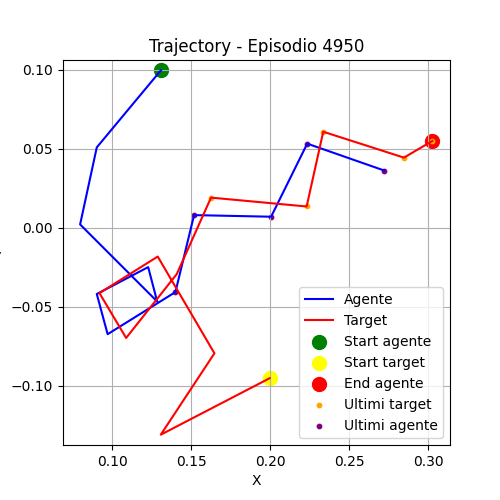 Trajectory - Episodio 4950
0.10
0.05
0.00
−0.05
−0.10
0.10 0.15 0.20 0.25 0.30
X
Agente
Target
Start agente
Start target
End agente
Ultimi target
Ultimi agente